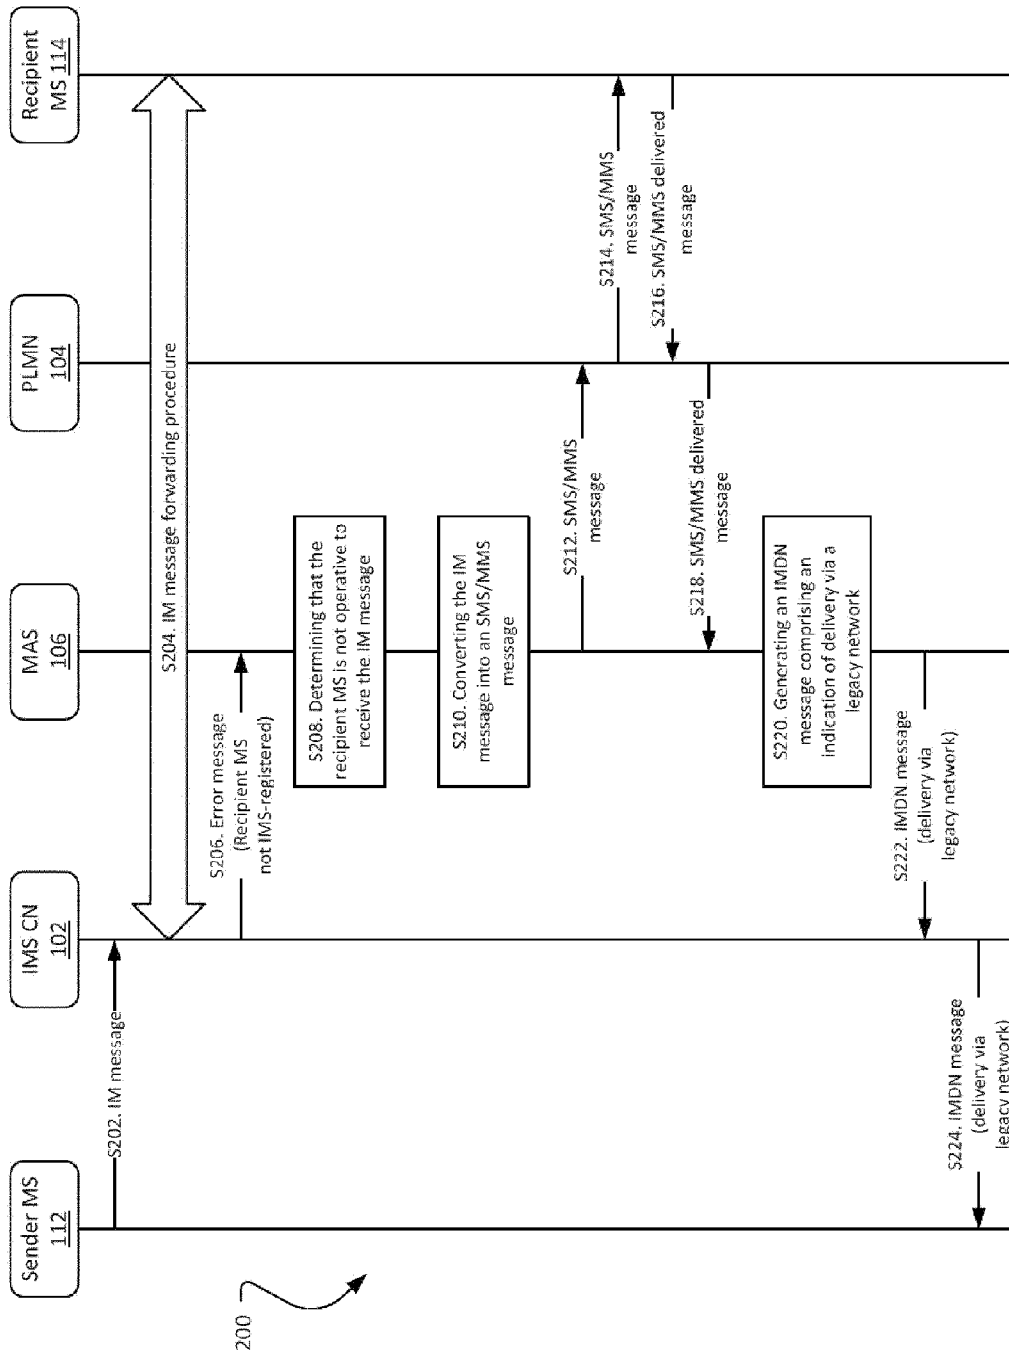 Sender MS
112
IMS CN
102
MAS
106
PLMN
104
Recipient
MS 114
S202. IM message
S204. IM message forwarding procedure
S206. Error message
(Recipient MS
not IMS-registered)
200
S208. Determining that the
recipient MS is not operative to
receive the IM message
S210. Converting the IM
message into an SMS/MMS
message
S212. SMS/MMS
message
S214. SMS/MMS
message
S216. SMS/MMS delivered
message
S218. SMS/MMS delivered
message
S220. Generating an IMDN
message comprising an
indication of delivery via a
legacy network
S222. IMDN message
(delivery via
legacy network)
S224. IMDN message
(delivery via
legacy network)